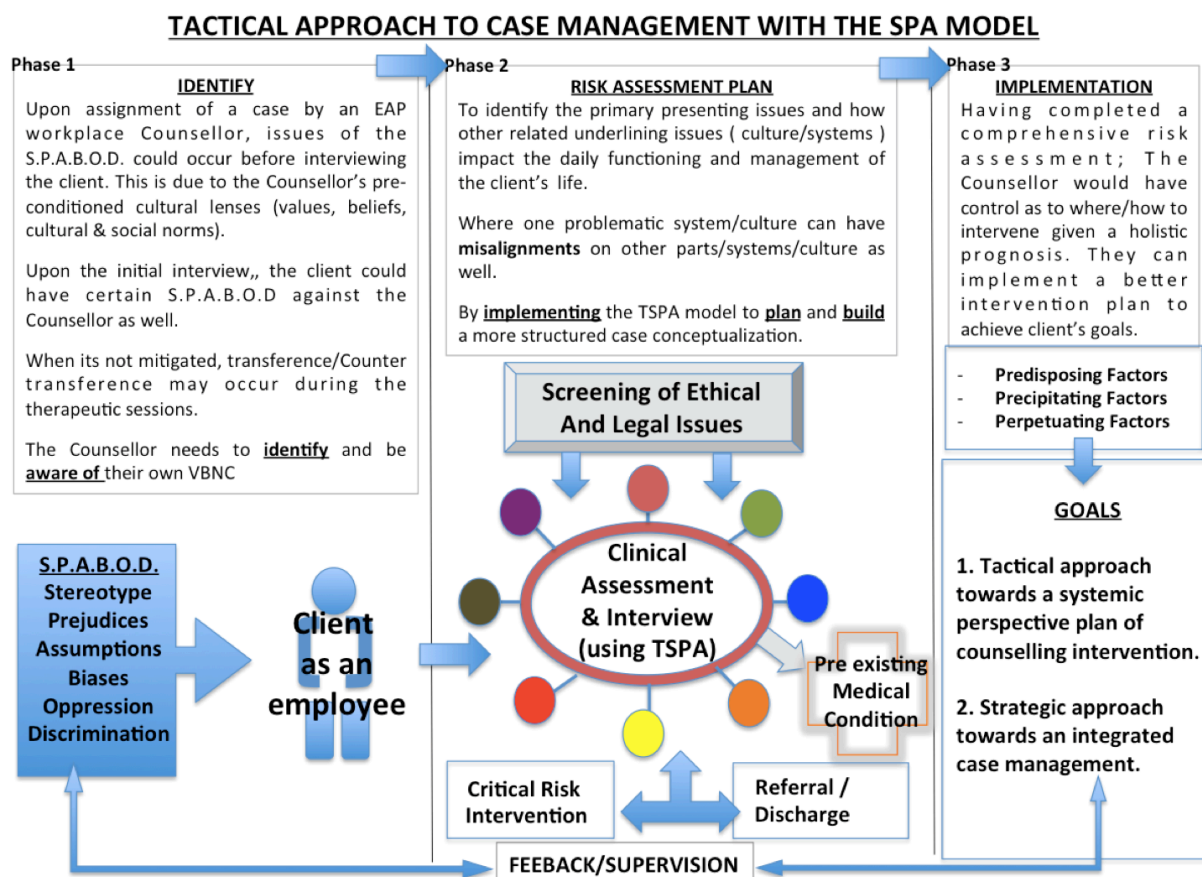 TACTICAL APPROACH TO CASE MANAGEMENT WITH THE SPA MODEL
Phase 1
IDENTIFY
Upon assignment of a case by an EAP
workplace Counsellor, issues of the
S.P.A.B.O.D. could occur before interviewing
the client. This is due to the Counsellor's pre-
conditioned cultural lenses (values, beliefs,
cultural & social norms).
Upon the initial interview,, the client could
have certain S.P.A.B.O.D against the
Counsellor as well.
When its not mitigated, transference/Counter
transference may occur during the
therapeutic sessions.
The Counsellor needs to identify and be
aware of their own VBNC
Phase 2
RISK ASSESSMENT PLAN
To identify the primary presenting issues and how
other related underlining issues ( culture/systems )
impact the daily functioning and management of
the client's life.
Where one problematic system/culture can have
misalignments on other parts/systems/culture as
well.
By implementing the TSPA model to plan and build
a more structured case conceptualization.
Phase 3
IMPLEMENTATION
Having completed a
comprehensive risk
assessment; The
Counsellor would have
control as to where/how to
intervene given a holistic
prognosis. They can
implement a better
intervention plan to
achieve client's goals.
- Predisposing Factors
- Precipitating Factors
- Perpetuating Factors
Screening of Ethical
And Legal Issues
Clinical
Assessment
& Interview
(using TSPA)
Pre existing
Medical
Condition
S.P.A.B.O.D.
Stereotype
Prejudices
Assumptions
Biases
Oppression
Discrimination
Client
as an
employee
Critical Risk
Intervention
Referral /
Discharge
GOALS
1. Tactical approach
towards a systemic
perspective plan of
counselling intervention.
2. Strategic approach
towards an integrated
case management.
FEEBACK/SUPERVISION